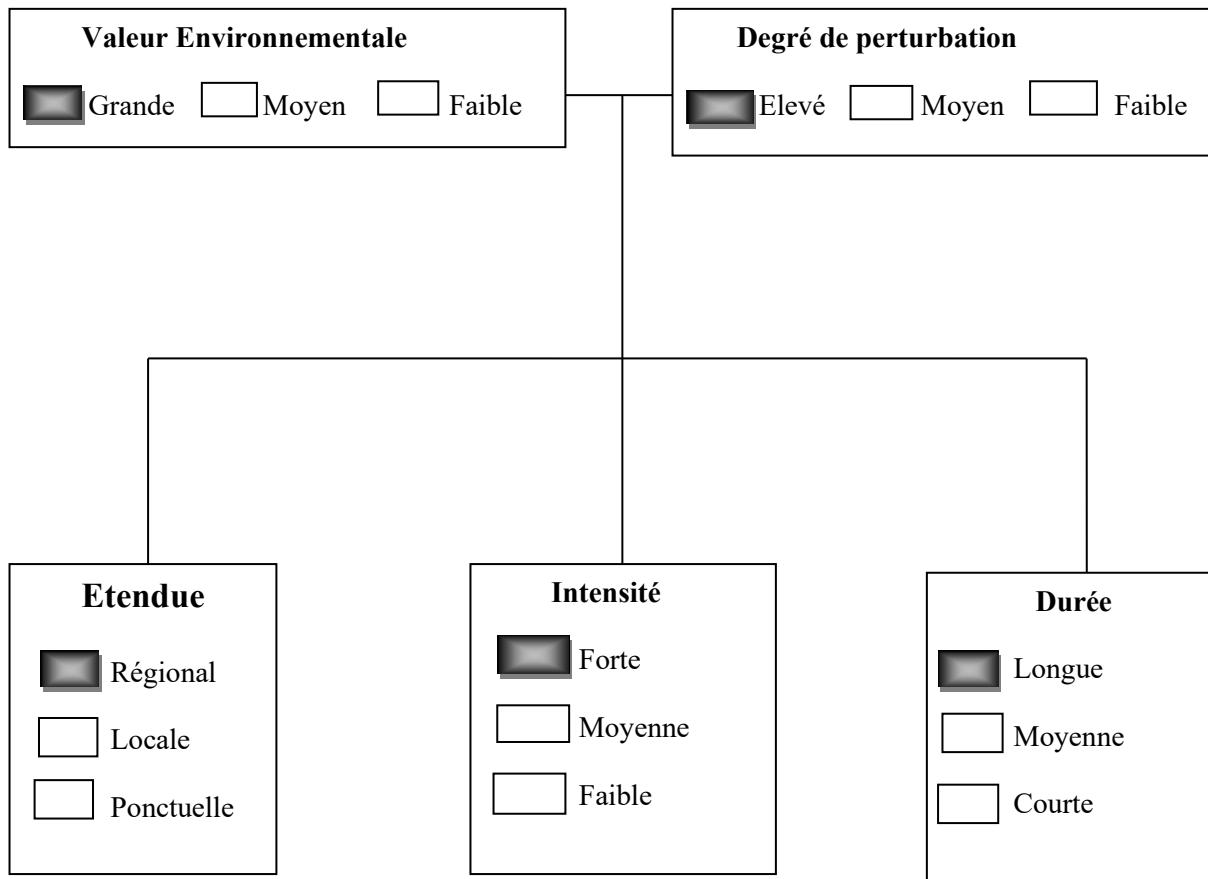 Valeur Environnementale
Grande Moyen Faible
Degré de perturbation
Elevé Moyen Faible
Etendue
Régional
Locale
Ponctuelle
Intensité
Forte
Moyenne
Faible
Durée
Longue
Moyenne
Courte